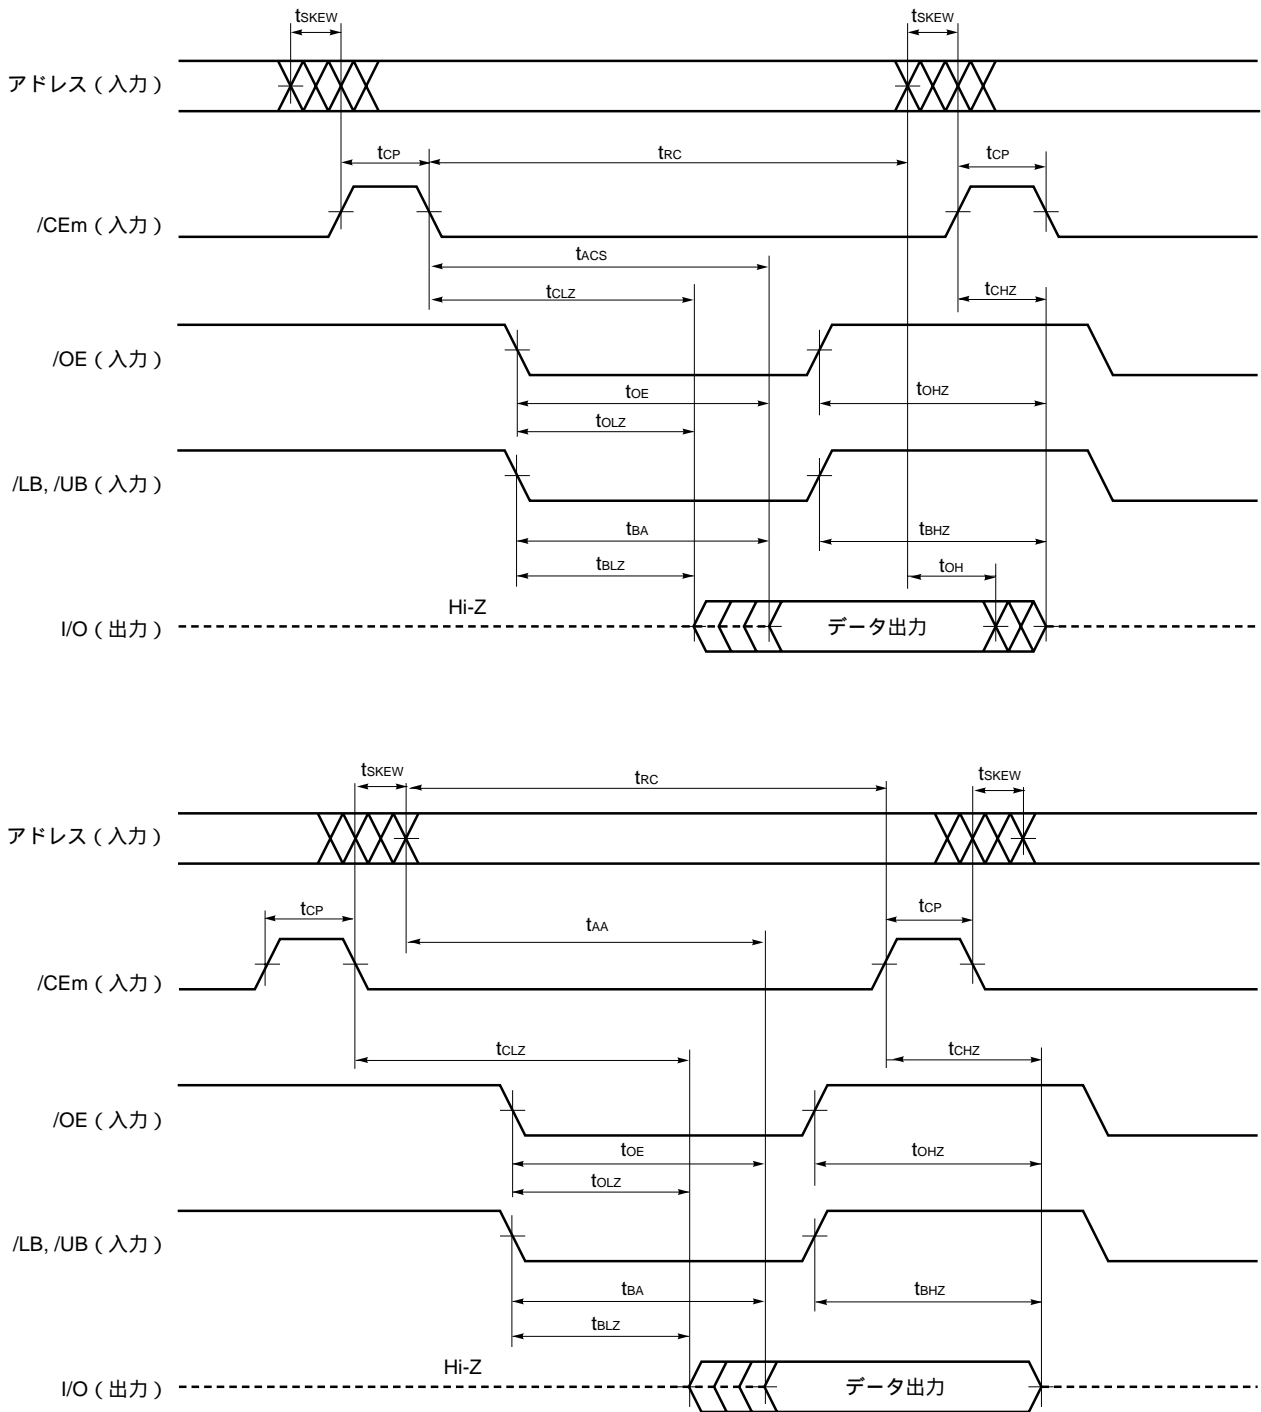 tSKEW tSKEW
アドレス（入力）
tCP tRC tCP
/CEm（入力）
tACS
tCLZ tCHZ
/OE（入力）
tOE tOHZ
tOLZ
/LB, /UB（入力）
tBA tBHZ
tBLZ tOH
Hi-Z
I/O（出力） データ出力
tSKEW tRC tSKEW
アドレス（入力）
tCP tAA tCP
/CEm（入力）
tCLZ tCHZ
/OE（入力）
tOE tOHZ
tOLZ
/LB, /UB（入力）
tBA tBHZ
tBLZ
Hi-Z
I/O（出力） データ出力